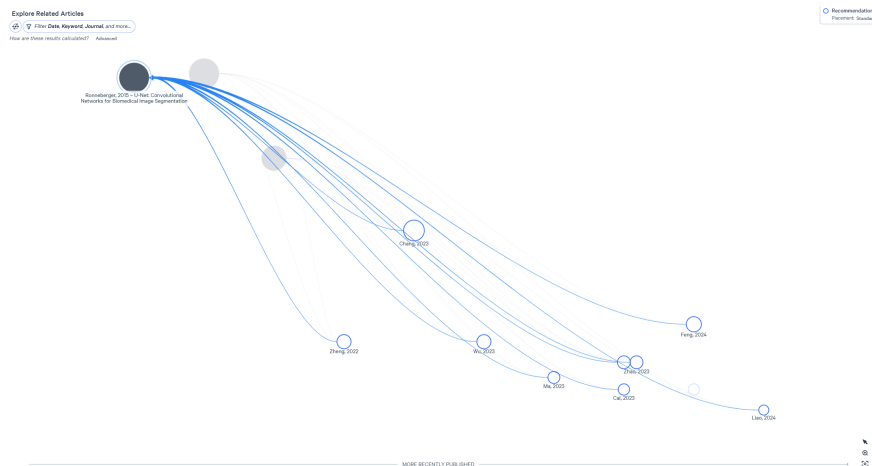 Explore Related Articles
Filter Date, Keyword, Journal, and more...
How are these results calculated? Advanced
Recommendation
Placement: Standar
Ronneberger, 2015 – U-Net: Convolutional
Networks for Biomedical Image Segmentation
Chang, 2023
Feng, 2024
Zheng, 2022
Wu, 2023
Zhao, 2023
Ma, 2023
Cai, 2023
Liao, 2024
MORE RECENTLY PUBLISHED